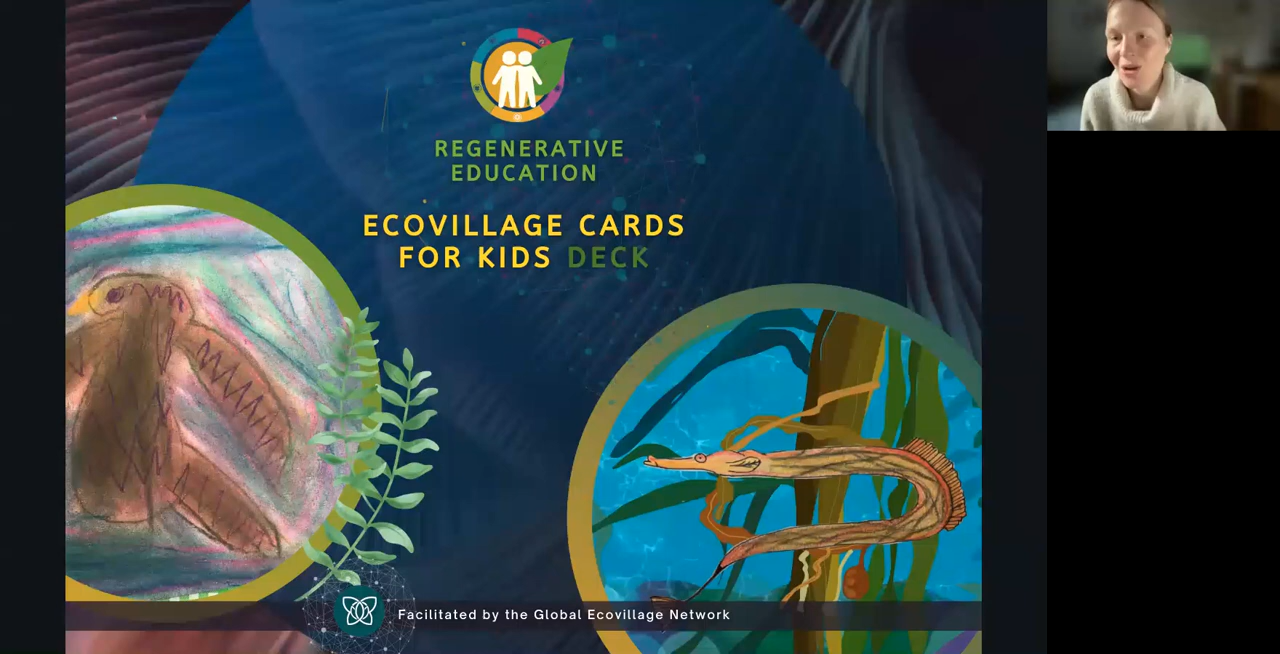 REGENERATIVE
EDUCATION
ECOVILLAGE CARDS
FOR KIDS DECK
Facilitated by the Global Ecovillage Network